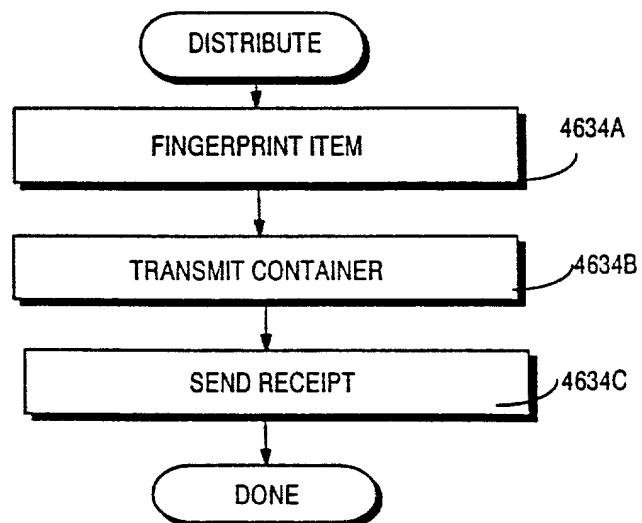 DISTRIBUTE
FINGERPRINT ITEM
4634A
TRANSMIT CONTAINER
4634B
SEND RECEIPT
4634C
DONE